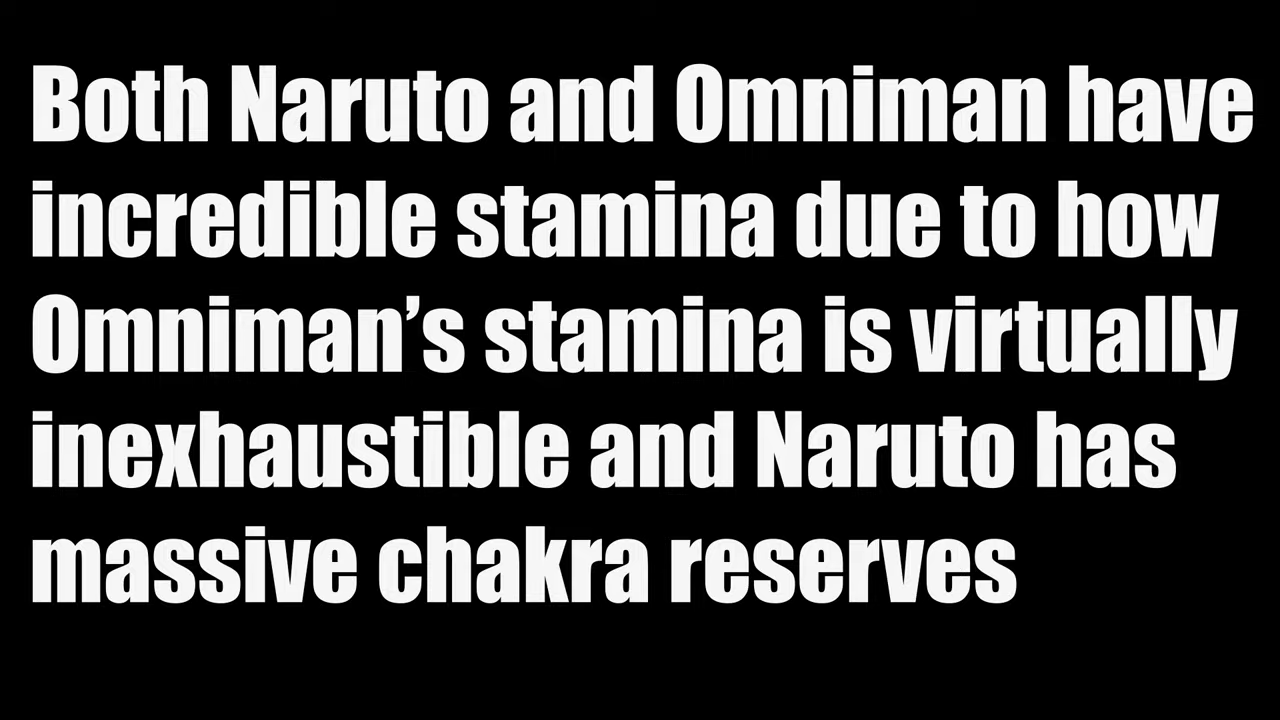 Both Naruto and Omniman have
incredible stamina due to how
Omniman’s stamina is virtually
inexhaustible and Naruto has
massive chakra reserves